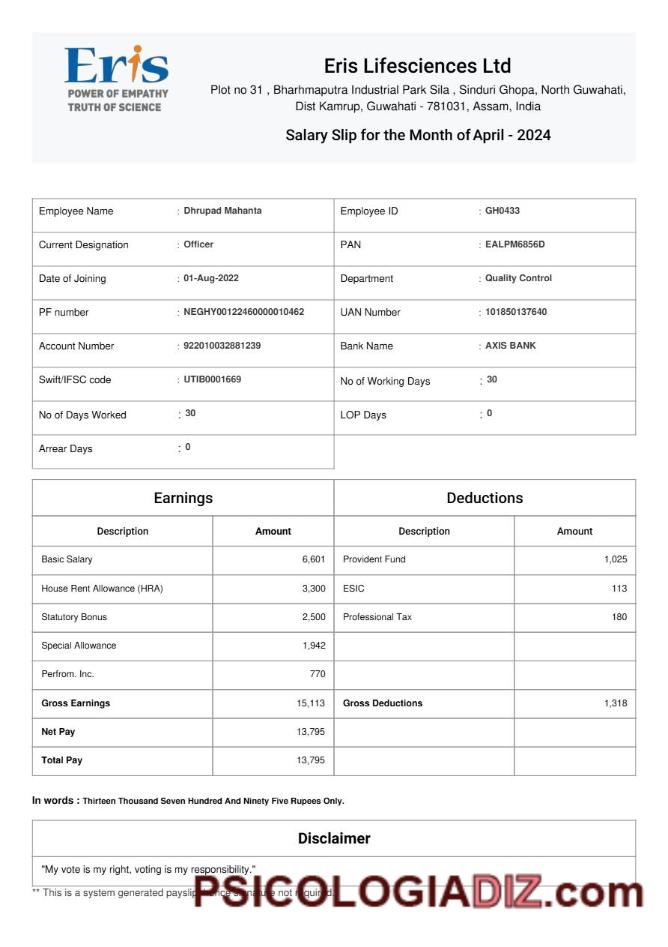 Eris
POWER OF EMPATHY
TRUTH OF SCIENCE
Eris Lifesciences Ltd
Plot no 31 , Bharhmaputra Industrial Park Sila , Sinduri Ghopa, North Guwahati,
Dist Kamrup, Guwahati - 781031, Assam, India
Salary Slip for the Month of April - 2024
Employee Name : Dhrupad Mahanta Employee ID : GH0433
Current Designation : Officer PAN : EALPM6856D
Date of Joining : 01-Aug-2022 Department : Quality Control
PF number : NEGHY00122460000010462 UAN Number : 101850137640
Account Number : 922010032881239 Bank Name : AXIS BANK
Swift/IFSC code : UTIB0001669 No of Working Days : 30
No of Days Worked : 30 LOP Days : 0
Arrear Days : 0
Earnings Deductions
Description Amount Description Amount
Basic Salary 6,601 Provident Fund 1,025
House Rent Allowance (HRA) 3,300 ESIC 113
Statutory Bonus 2,500 Professional Tax 180
Special Allowance 1,942
Perfrom. Inc. 770
Gross Earnings 15,113 Gross Deductions 1,318
Net Pay 13,795
Total Pay 13,795
In words : Thirteen Thousand Seven Hundred And Ninety Five Rupees Only.
Disclaimer
"My vote is my right, voting is my responsibility."
** This is a system generated payslip hence signature not required.
PSICOLOGIADIZ.com